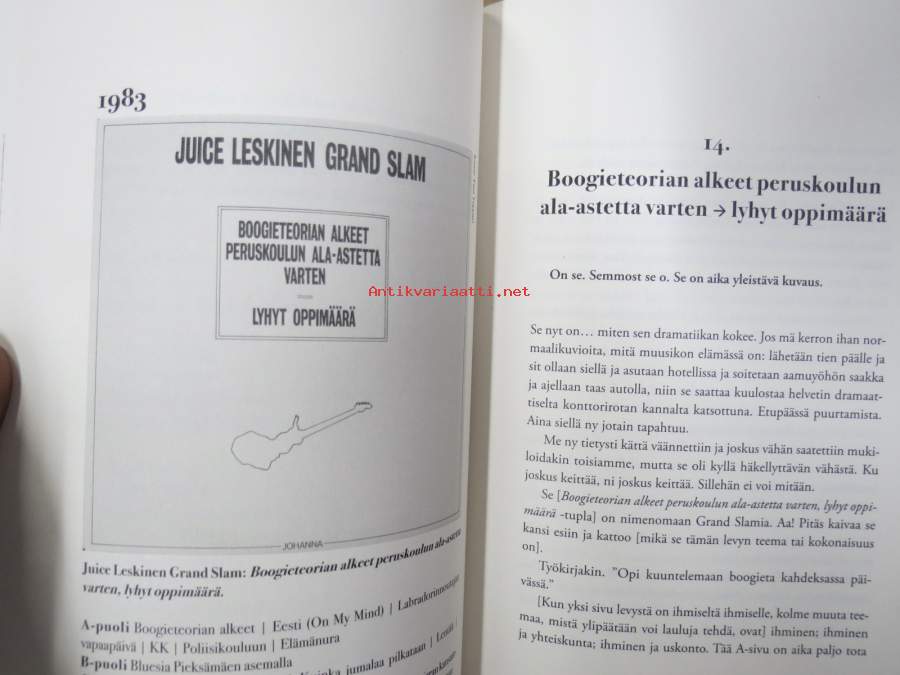 1983
JUICE LESKINEN GRAND SLAM
BOOGIETEORIAN ALKEET
PERUSKOULUN ALA-ASTETTA
VARTEN
LYHYT OPPIMÄÄRÄ
JOHANNA
Juice Leskinen Grand Slam: Boogieteorian alkeet peruskoulun ala-astetta
varten, lyhyt oppimäärä.
A-puoli Boogieteorian alkeet | Eesti (On My Mind) | Labradorinnoutajan
vapaapäivä | KK | Poliisikouluun | Elämänura
B-puoli Bluesia Pieksämäen asemalla
jumalaa pilkataan
14.
Boogieteorian alkeet peruskoulun
ala-astetta varten → lyhyt oppimäärä
On se. Semmost se o. Se on aika yleistävä kuvaus.
Antikvariaatti.net
Se nyt on… miten sen dramatiikan kokee. Jos mä kerron ihan nor-
maalikuvioita, mitä muusikon elämässä on: lähetään tien päälle ja
sit ollaan siellä ja asutaan hotellissa ja soitetaan aamuyöhön saakka
ja ajellaan taas autolla, niin se saattaa kuulostaa helvetin dramaat-
tiselta konttorirotan kannalta katsottuna. Etupäässä puurtamista.
Aina siellä ny jotain tapahtuu.
Me ny tietysti kättä väännettiin ja joskus vähän saatettiin muki-
loidakin toisiamme, mutta se oli kyllä häkellyttävän vähästä. Ku
joskus keittää, ni joskus keittää. Sillehän ei voi mitään.
Se [Boogieteorian alkeet peruskoulun ala-astetta varten, lyhyt oppi-
määrä -tupla] on nimenomaan Grand Slamia. Aa! Pitäs kaivaa se
kansi esiin ja kattoo [mikä se tämän levyn teema tai kokonaisuus
on].
Työkirjakin. ”Opi kuuntelemaan boogieta kahdeksassa päi-
vässä.”
[Kun yksi sivu levystä on ihmiseltä ihmiselle, kolme muuta tee-
maa, mistä ylipäätään voi lauluja tehdä, ovat] ihminen; ihminen
ja yhteiskunta; ihminen ja uskonto. Tää A-sivu on aika paljo tota